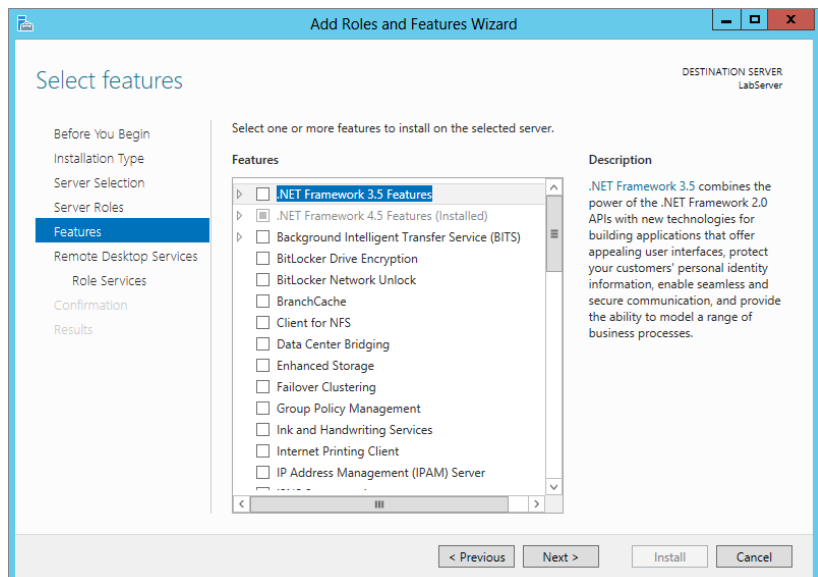 Add Roles and Features Wizard
Select features
DESTINATION SERVER
LabServer
Before You Begin
Installation Type
Server Selection
Server Roles
Features
Remote Desktop Services
Role Services
Confirmation
Results
Select one or more features to install on the selected server.
Features
.NET Framework 3.5 Features
.NET Framework 4.5 Features (Installed)
Background Intelligent Transfer Service (BITS)
BitLocker Drive Encryption
BitLocker Network Unlock
BranchCache
Client for NFS
Data Center Bridging
Enhanced Storage
Failover Clustering
Group Policy Management
Ink and Handwriting Services
Internet Printing Client
IP Address Management (IPAM) Server
Description
.NET Framework 3.5 combines the
power of the .NET Framework 2.0
APIs with new technologies for
building applications that offer
appealing user interfaces, protect
your customers' personal identity
information, enable seamless and
secure communication, and provide
the ability to model a range of
business processes.
< Previous
Next >
Install
Cancel